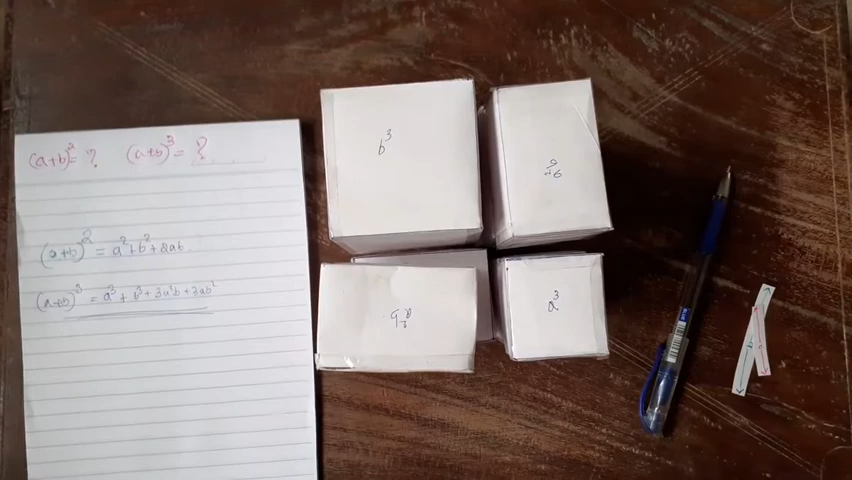 (a+b)² = ? (a+b)³ = ?
(a+b)² = a²+b²+2ab
(a+b)³ = a³+b³+3a²b+3ab²
b³
a³